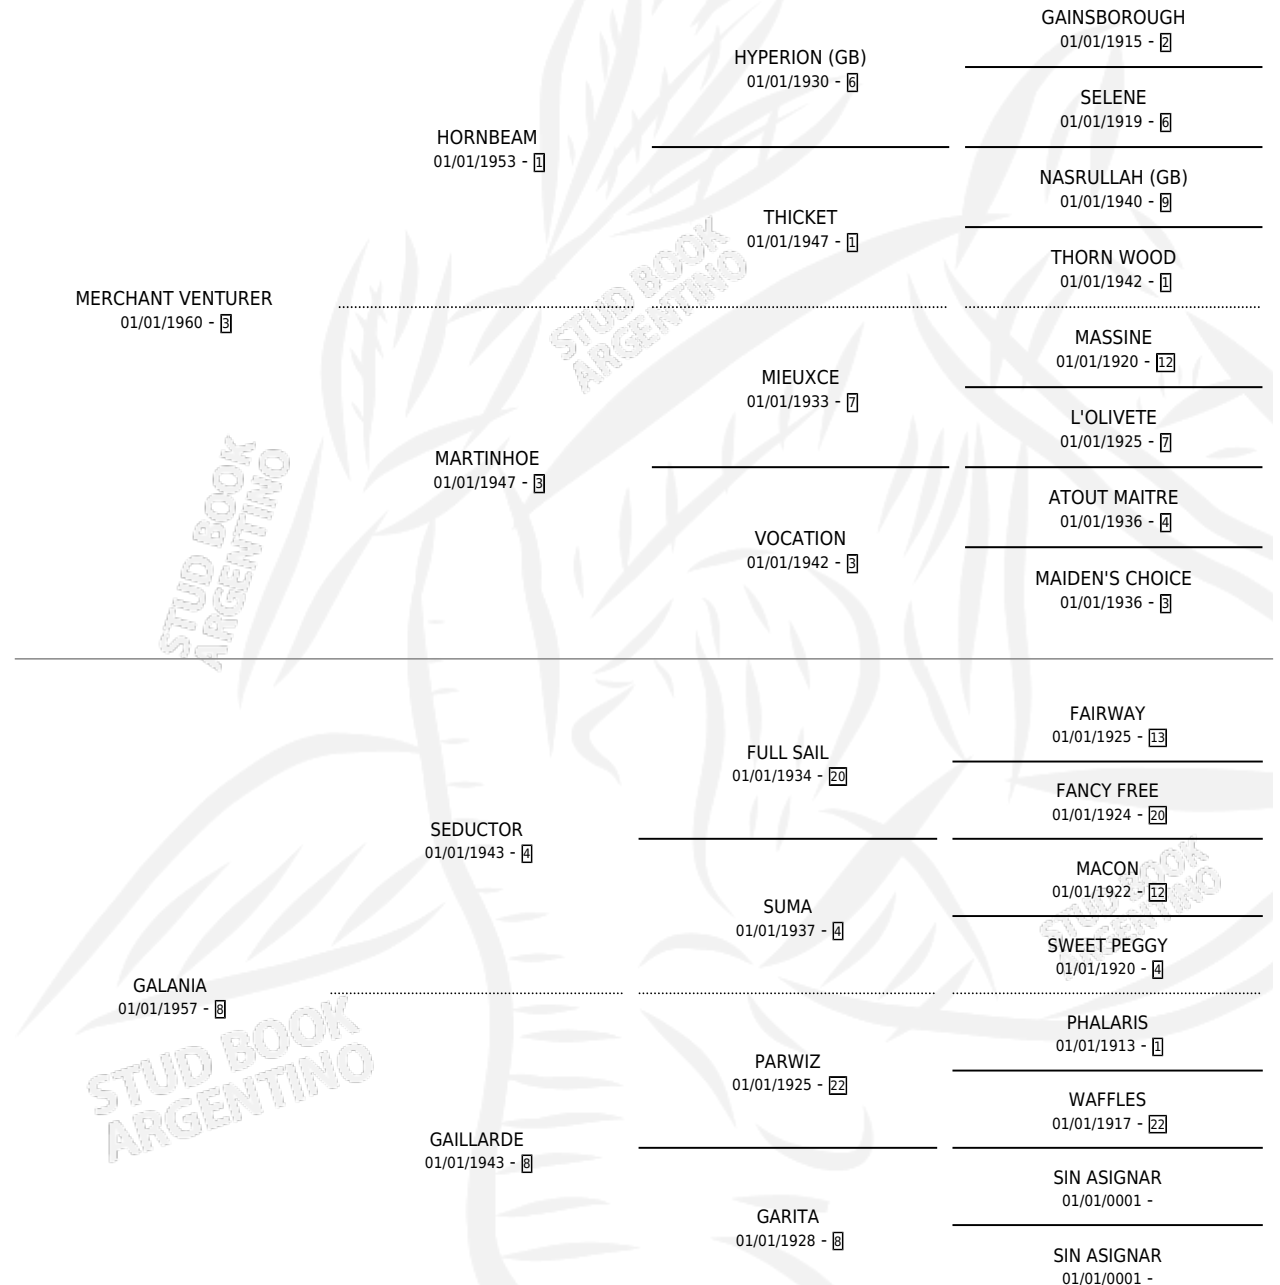 GAINSBOROUGH
01/01/1915 - 2
HYPERION (GB)
01/01/1930 - 6
SELENE
01/01/1919 - 6
HORNBEAM
01/01/1953 - 1
NASRULLAH (GB)
01/01/1940 - 9
THICKET
01/01/1947 - 1
THORN WOOD
01/01/1942 - 1
MERCHANT VENTURER
01/01/1960 - 3
MASSINE
01/01/1920 - 12
MIEUXCE
01/01/1933 - 7
L'OLIVETE
01/01/1925 - 7
MARTINHOE
01/01/1947 - 3
ATOUT MAITRE
01/01/1936 - 4
VOCATION
01/01/1942 - 3
MAIDEN'S CHOICE
01/01/1936 - 3
STUD BOOK
ARGENTINO
STUD BOOK
ARGENTINO
FAIRWAY
01/01/1925 - 13
FULL SAIL
01/01/1934 - 20
FANCY FREE
01/01/1924 - 20
SEDUCTOR
01/01/1943 - 4
MACON
01/01/1922 - 12
SUMA
01/01/1937 - 4
SWEET PEGGY
01/01/1920 - 4
STUD BOOK
ARGENTINO
GALANIA
01/01/1957 - 8
PHALARIS
01/01/1913 - 1
PARWIZ
01/01/1925 - 22
WAFFLES
01/01/1917 - 22
GAILLARDE
01/01/1943 - 8
SIN ASIGNAR
01/01/0001 -
GARITA
01/01/1928 - 8
SIN ASIGNAR
01/01/0001 -
STUD BOOK
ARGENTINO